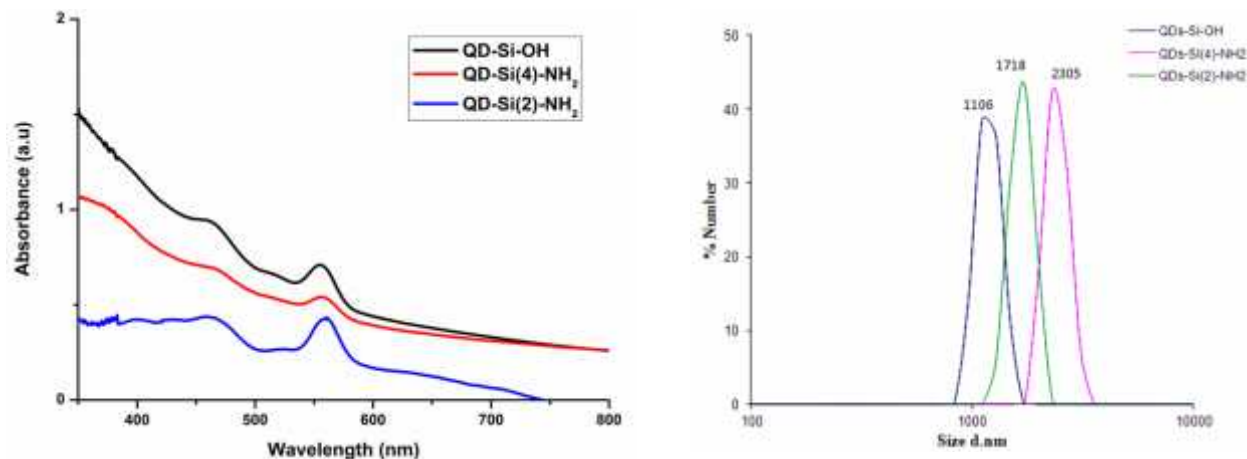 2
1
0
Absorbance (a.u)
QD-Si-OH
QD-Si(4)-NH₂
QD-Si(2)-NH₂
400 500 600 700 800
Wavelength (nm)
50
40
30
20
10
0
% Number
1106
1718
2305
QDs-Si-OH
QDs-Si(4)-NH2
QDs-Si(2)-NH2
100 1000 10000
Size d.nm